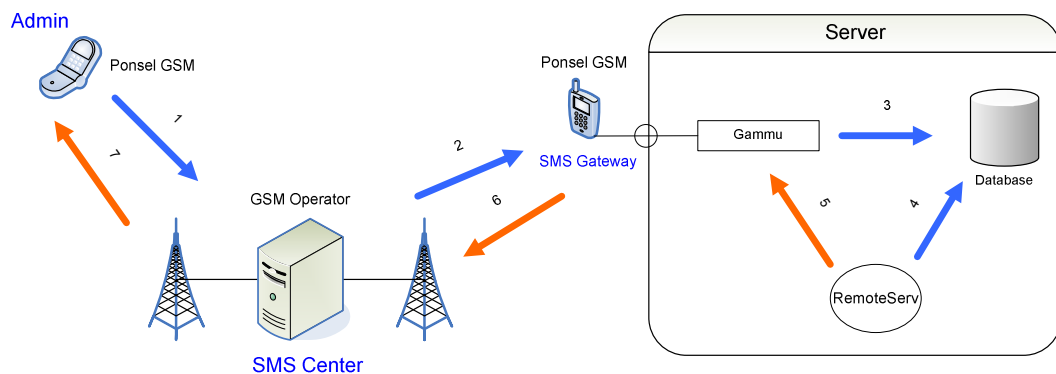 Admin
Ponsel GSM
1
7
GSM Operator
SMS Center
2
6
Ponsel GSM
SMS Gateway
Server
Gammu
3
Database
5
4
RemoteServ